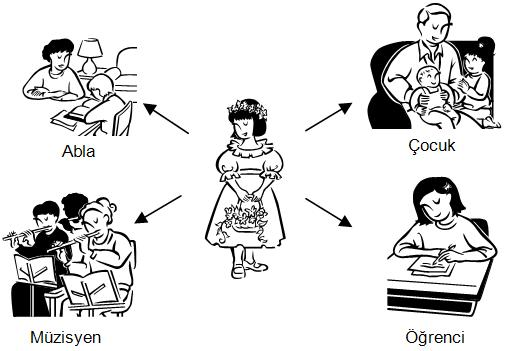 Abla
Çocuk
Müzisyen
Öğrenci